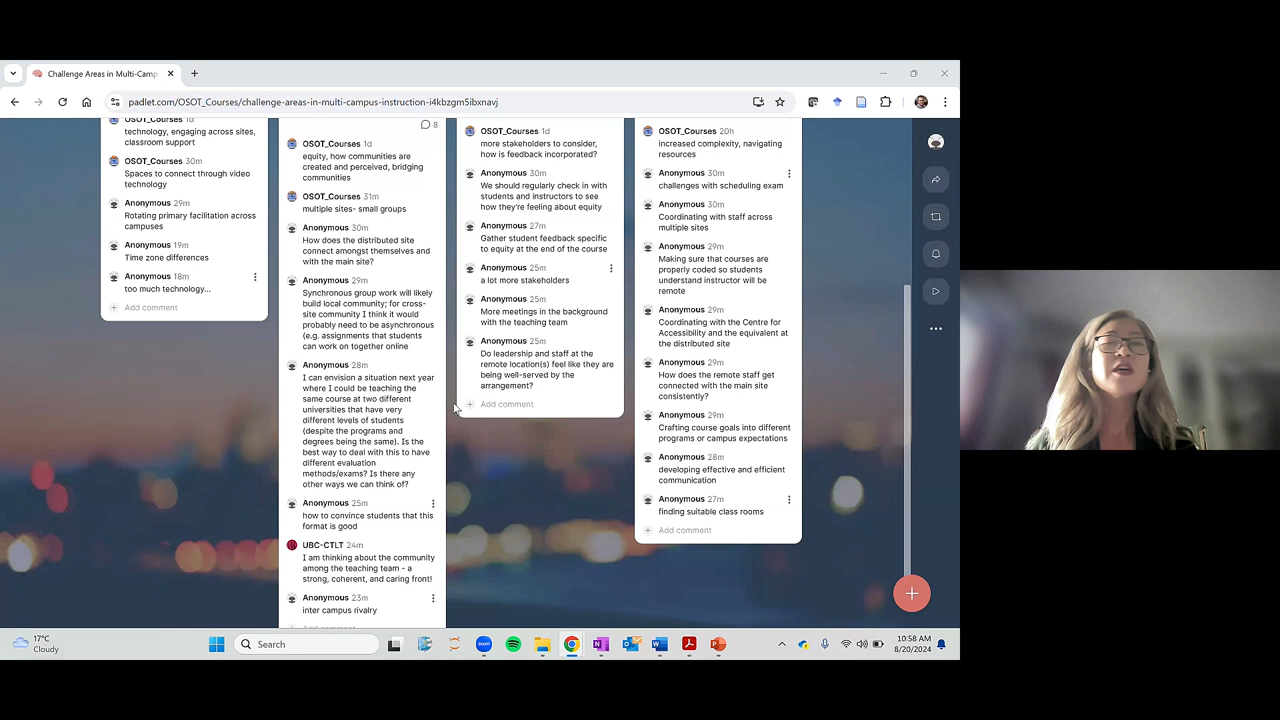 Challenge Areas in Multi-Camp
padlet.com/OSOT_Courses/challenge-areas-in-multi-campus-instruction-i4kbzgm5ibxnavj
OSOT_Courses 1d
technology, engaging across sites,
classroom support
OSOT_Courses 30m
Spaces to connect through video
technology
Anonymous 29m
Rotating primary facilitation across
campuses
Anonymous 19m
Time zone differences
Anonymous 18m
too much technology...
Add comment
8
OSOT_Courses 1d
equity, how communities are
created and perceived, bridging
communities
OSOT_Courses 31m
multiple sites- small groups
Anonymous 30m
How does the distributed site
connect amongst themselves and
with the main site?
Anonymous 29m
Synchronous group work will likely
build local community; for cross-
site community I think it would
probably need to be asynchronous
(e.g. assignments that students
can work on together online
Anonymous 28m
I can envision a situation next year
where I could be teaching the
same course at two different
universities that have very
different levels of students
(despite the programs and
degrees being the same). Is the
best way to deal with this to have
different evaluation
methods/exams? Is there any
other ways we can think of?
Anonymous 25m
how to convince students that this
format is good
UBC-CTLT 24m
I am thinking about the community
among the teaching team - a
strong, coherent, and caring front!
Anonymous 23m
inter campus rivalry
OSOT_Courses 1d
more stakeholders to consider,
how is feedback incorporated?
Anonymous 30m
We should regularly check in with
students and instructors to see
how they're feeling about equity
Anonymous 27m
Gather student feedback specific
to equity at the end of the course
Anonymous 25m
a lot more stakeholders
Anonymous 25m
More meetings in the background
with the teaching team
Anonymous 25m
Do leadership and staff at the
remote location(s) feel like they are
being well-served by the
arrangement?
Add comment
OSOT_Courses 20h
increased complexity, navigating
resources
Anonymous 30m
challenges with scheduling exam
Anonymous 30m
Coordinating with staff across
multiple sites
Anonymous 29m
Making sure that courses are
properly coded so students
understand instructor will be
remote
Anonymous 29m
Coordinating with the Centre for
Accessibility and the equivalent at
the distributed site
Anonymous 29m
How does the remote staff get
connected with the main site
consistently?
Anonymous 29m
Crafting course goals into different
programs or campus expectations
Anonymous 28m
developing effective and efficient
communication
Anonymous 27m
finding suitable class rooms
Add comment
17°C
Cloudy
Search
10:58 AM
8/20/2024